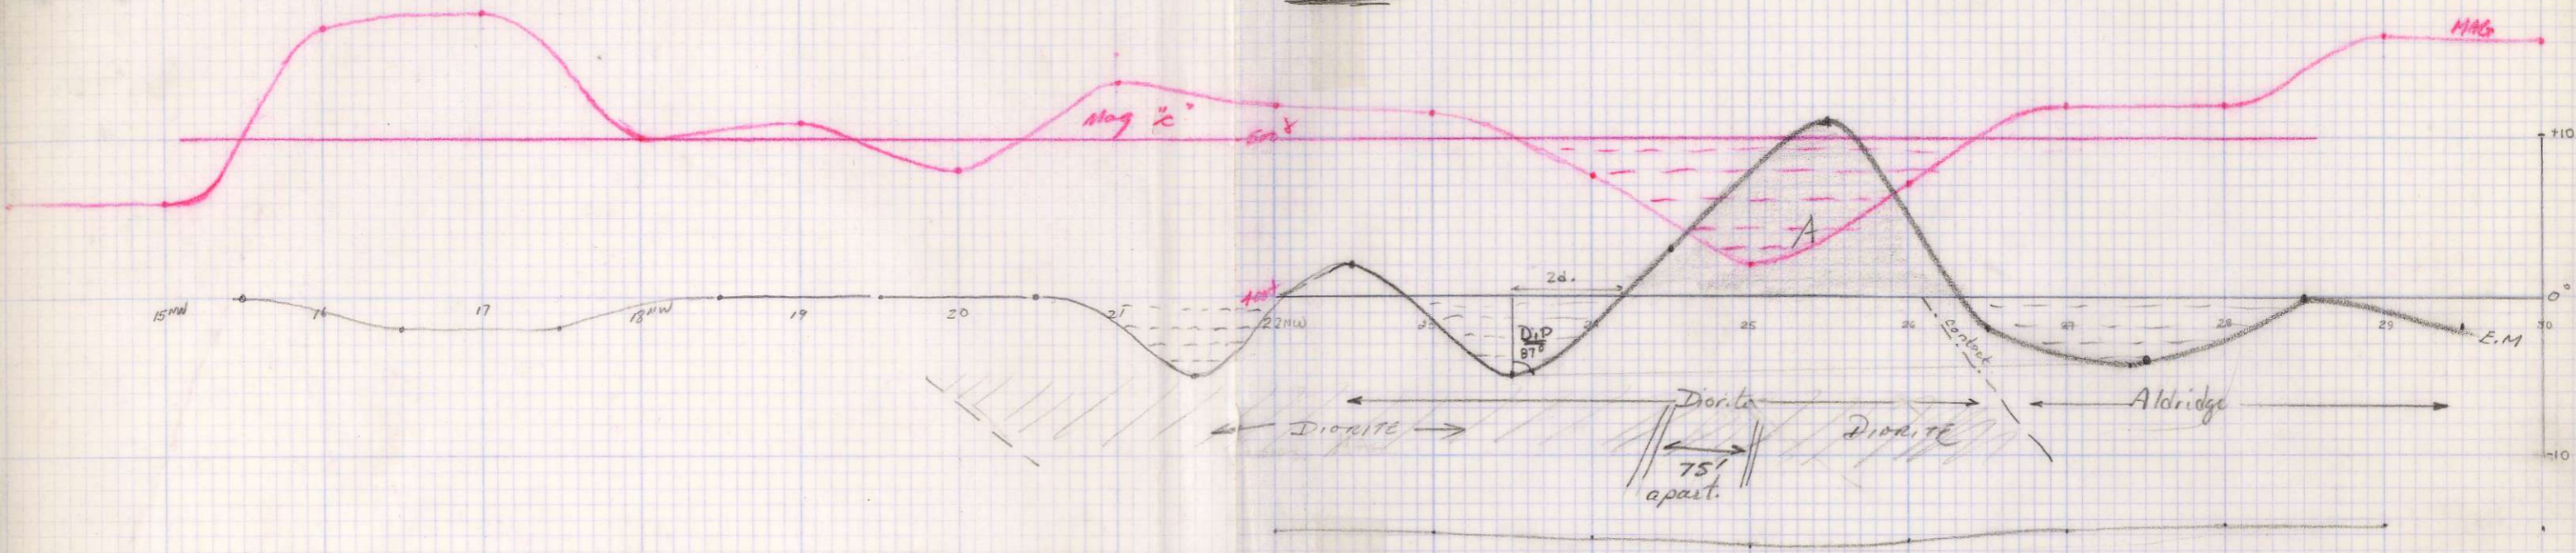 MAG
Mag "c"
600γ
+10
A
2d.
400γ
0°
15NW 16 17 18NW 19 20 21 22NW 23 24 25 26 27 28 29 30
DIP
87°
contact
E.M
Diorite
Aldridge
DIORITE
DIORITE
75'
apart.
-10